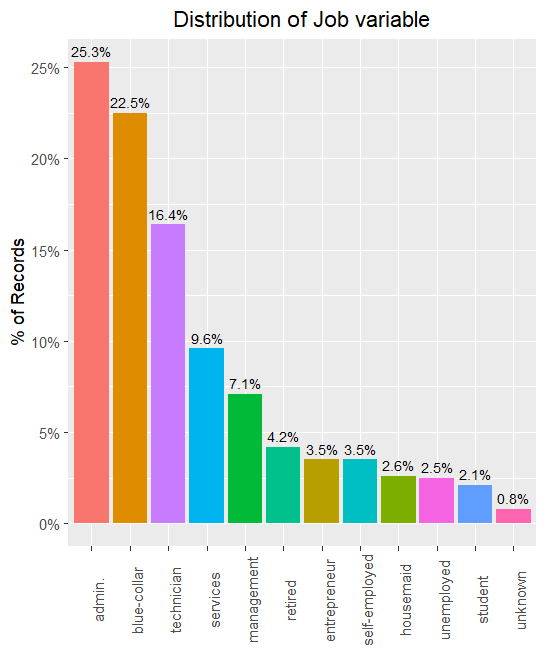 Distribution of Job variable
25.3%
22.5%
16.4%
9.6%
7.1%
4.2%
3.5%
3.5%
2.6%
2.5%
2.1%
0.8%
25%
20%
15%
10%
5%
0%
% of Records
admin.
blue-collar
technician
services
management
retired
entrepreneur
self-employed
housemaid
unemployed
student
unknown